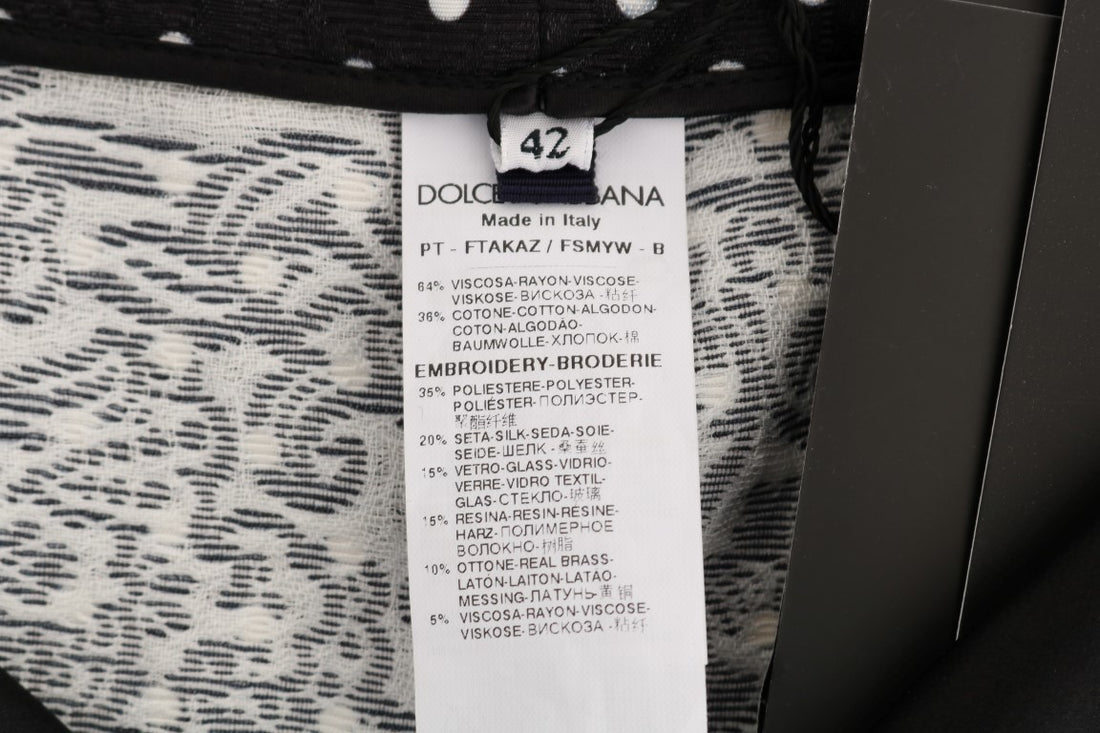 42
DOLCE BANA
Made in Italy
PT - FTAKAZ / FSMYW - B
64% VISCOSA-RAYON-VISCOSE-
VISKOSE-ВИСКОЗА -粘纤
36% COTONE-COTTON-ALGODON-
COTON-ALGODÃO-
BAUMWOLLE-ХЛОПОК-棉
EMBROIDERY-BRODERIE
35% POLIESTERE-POLYESTER-
POLIÉSTER-ПОЛИЭСТЕР-
聚酯纤维
20% SETA-SILK-SEDA-SOIE-
SEIDE-ШЕЛК -桑蚕丝
15% VETRO-GLASS-VIDRIO-
VERRE-VIDRO TEXTIL-
GLAS-СТЕКЛО-玻璃
15% RESINA-RESIN-RÉSINE-
HARZ-ПОЛИМЕРНОЕ
ВОЛОКНО-树脂
10% OTTONE-REAL BRASS-
LATÓN-LAITON-LATAO-
MESSING-ЛАТУНЬ-黄铜
5% VISCOSA-RAYON-VISCOSE-
VISKOSE-ВИСКОЗА -粘纤